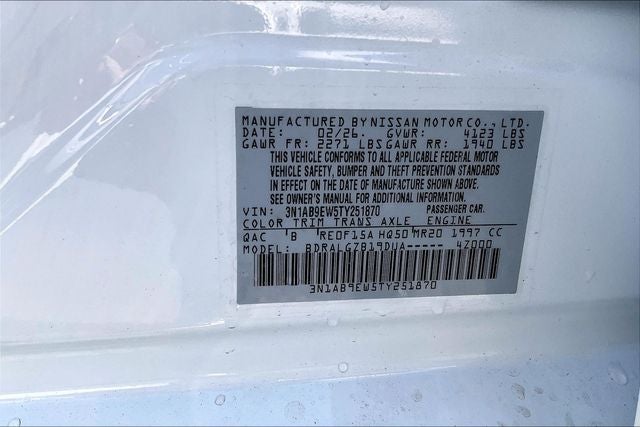 MANUFACTURED BY NISSAN MOTOR CO., LTD.
DATE: 02/26 GVWR: 4123 LBS
GAWR FR: 2271 LBS GAWR RR: 1940 LBS
THIS VEHICLE CONFORMS TO ALL APPLICABLE FEDERAL MOTOR
VEHICLE SAFETY, BUMPER AND THEFT PREVENTION STANDARDS
IN EFFECT ON THE DATE OF MANUFACTURE SHOWN ABOVE.
SEE OWNER'S MANUAL FOR ADDITIONAL INFORMATION
VIN: 3N1AB9EW5TY251870 PASSENGER CAR
COLOR TRIM TRANS AXLE ENGINE
QAC B RE0F15A HQ50 MR20 1997 CC
MODEL: BDRALGZB19DUA----- 4Z000
3N1AB9EW5TY251870